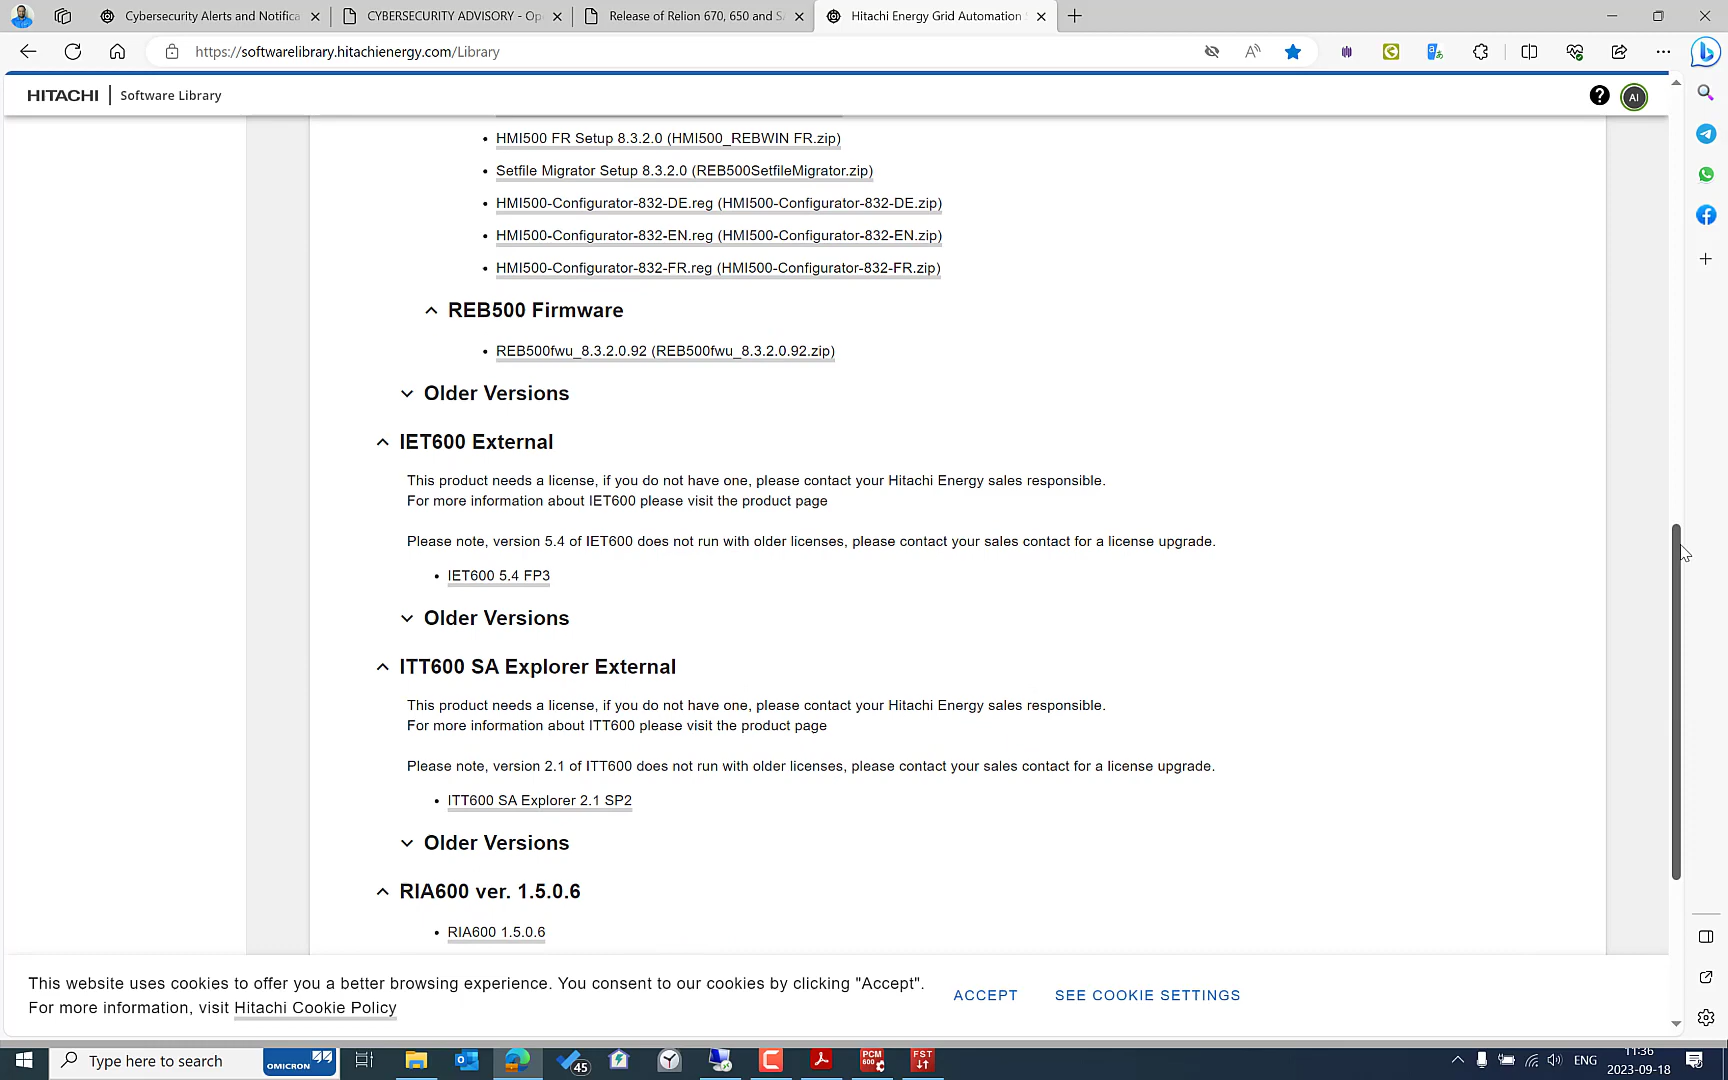 Cybersecurity Alerts and Notifica
CYBERSECURITY ADVISORY - Op
Release of Relion 670, 650 and S
Hitachi Energy Grid Automation
https://softwarelibrary.hitachienergy.com/Library
HITACHI Software Library
AI
HMI500 FR Setup 8.3.2.0 (HMI500_REBWIN FR.zip)
Setfile Migrator Setup 8.3.2.0 (REB500SetfileMigrator.zip)
HMI500-Configurator-832-DE.reg (HMI500-Configurator-832-DE.zip)
HMI500-Configurator-832-EN.reg (HMI500-Configurator-832-EN.zip)
HMI500-Configurator-832-FR.reg (HMI500-Configurator-832-FR.zip)
REB500 Firmware
REB500fwu_8.3.2.0.92 (REB500fwu_8.3.2.0.92.zip)
Older Versions
IET600 External
This product needs a license, if you do not have one, please contact your Hitachi Energy sales responsible.
For more information about IET600 please visit the product page
Please note, version 5.4 of IET600 does not run with older licenses, please contact your sales contact for a license upgrade.
IET600 5.4 FP3
Older Versions
ITT600 SA Explorer External
This product needs a license, if you do not have one, please contact your Hitachi Energy sales responsible.
For more information about ITT600 please visit the product page
Please note, version 2.1 of ITT600 does not run with older licenses, please contact your sales contact for a license upgrade.
ITT600 SA Explorer 2.1 SP2
Older Versions
RIA600 ver. 1.5.0.6
RIA600 1.5.0.6
This website uses cookies to offer you a better browsing experience. You consent to our cookies by clicking "Accept".
For more information, visit Hitachi Cookie Policy
ACCEPT
SEE COOKIE SETTINGS
Type here to search
OMICRON
45
PCM
600
FST
ENG
11:36
2023-09-18